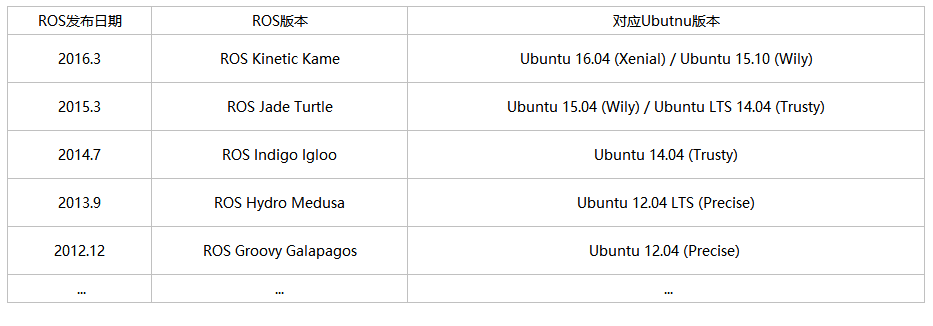 ROS发布日期 ROS版本 对应Ubutnu版本
2016.3 ROS Kinetic Kame Ubuntu 16.04 (Xenial) / Ubuntu 15.10 (Wily)
2015.3 ROS Jade Turtle Ubuntu 15.04 (Wily) / Ubuntu LTS 14.04 (Trusty)
2014.7 ROS Indigo Igloo Ubuntu 14.04 (Trusty)
2013.9 ROS Hydro Medusa Ubuntu 12.04 LTS (Precise)
2012.12 ROS Groovy Galapagos Ubuntu 12.04 (Precise)
... ... ...